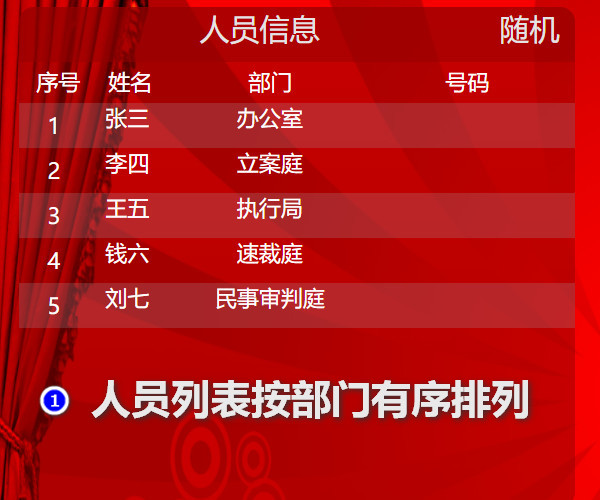 人员信息 随机
序号 姓名 部门 号码
1 张三 办公室
2 李四 立案庭
3 王五 执行局
4 钱六 速裁庭
5 刘七 民事审判庭
1 人员列表按部门有序排列